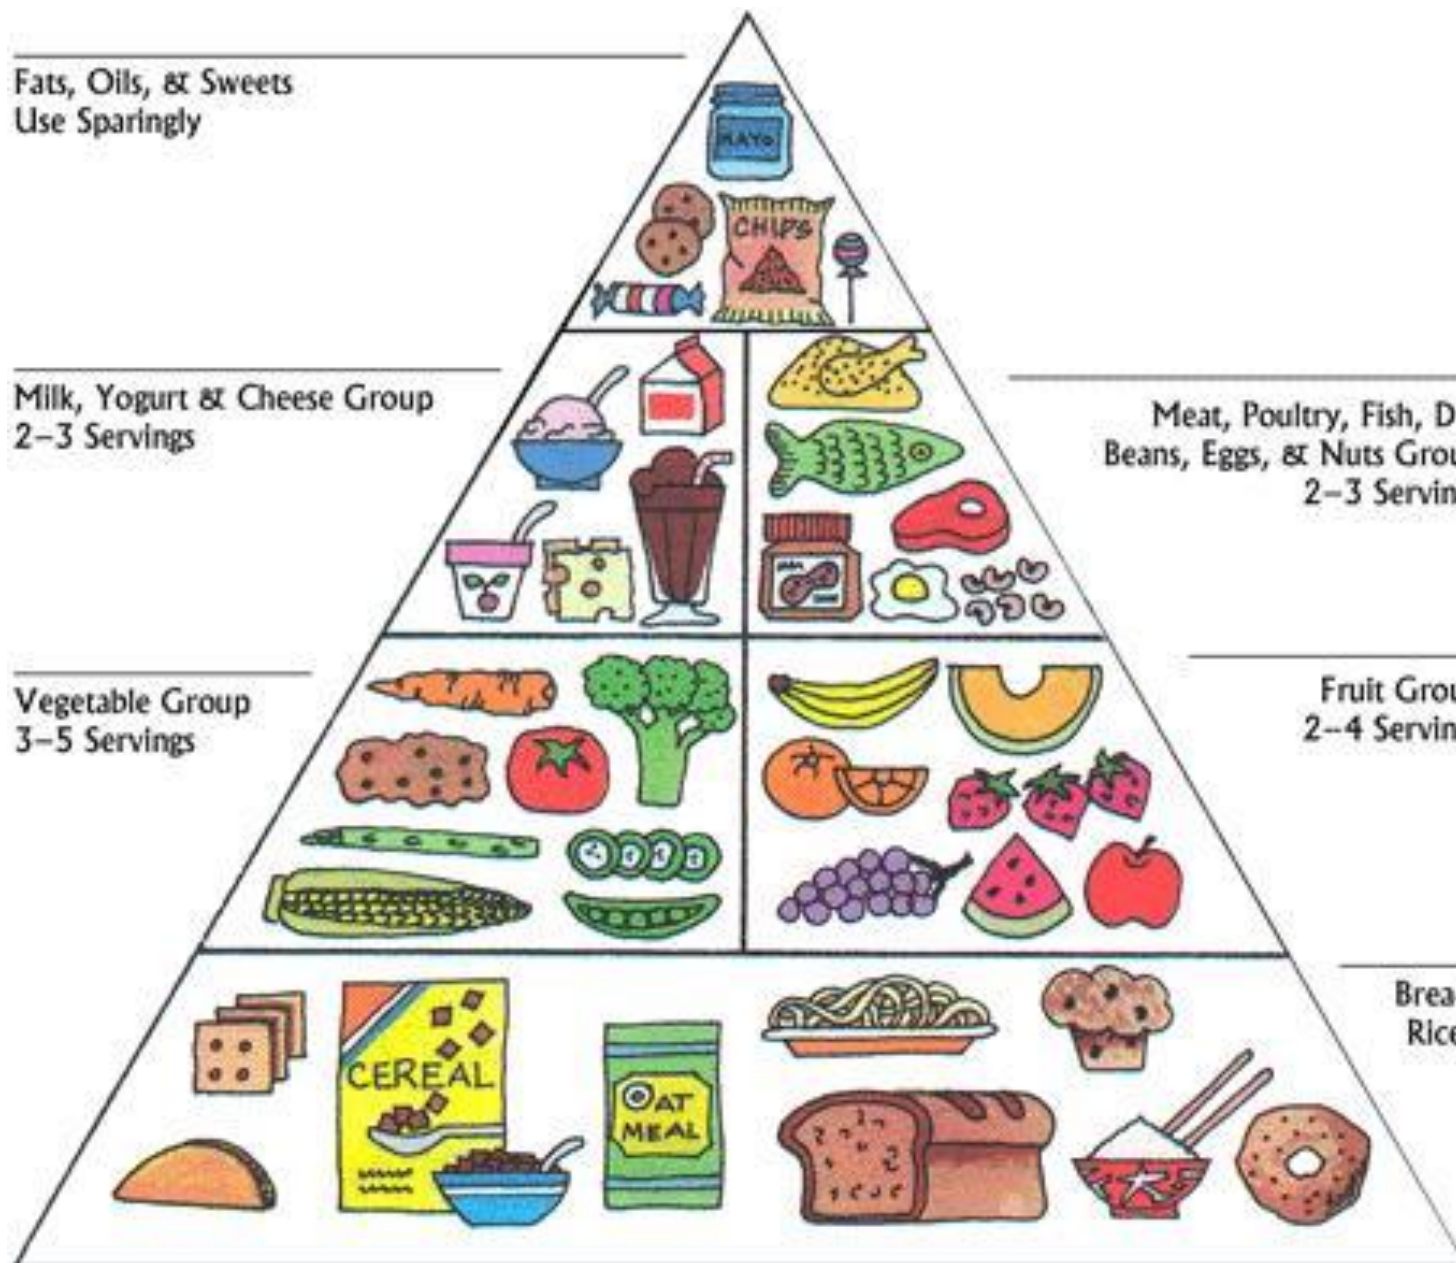 Fats, Oils, & Sweets
Use Sparingly
MAYO
CHIPS
Milk, Yogurt & Cheese Group
2–3 Servings
Meat, Poultry, Fish, D
Beans, Eggs, & Nuts Grou
2–3 Servin
Vegetable Group
3–5 Servings
Fruit Grou
2–4 Servin
Brea
Rice
CEREAL
OAT
MEAL